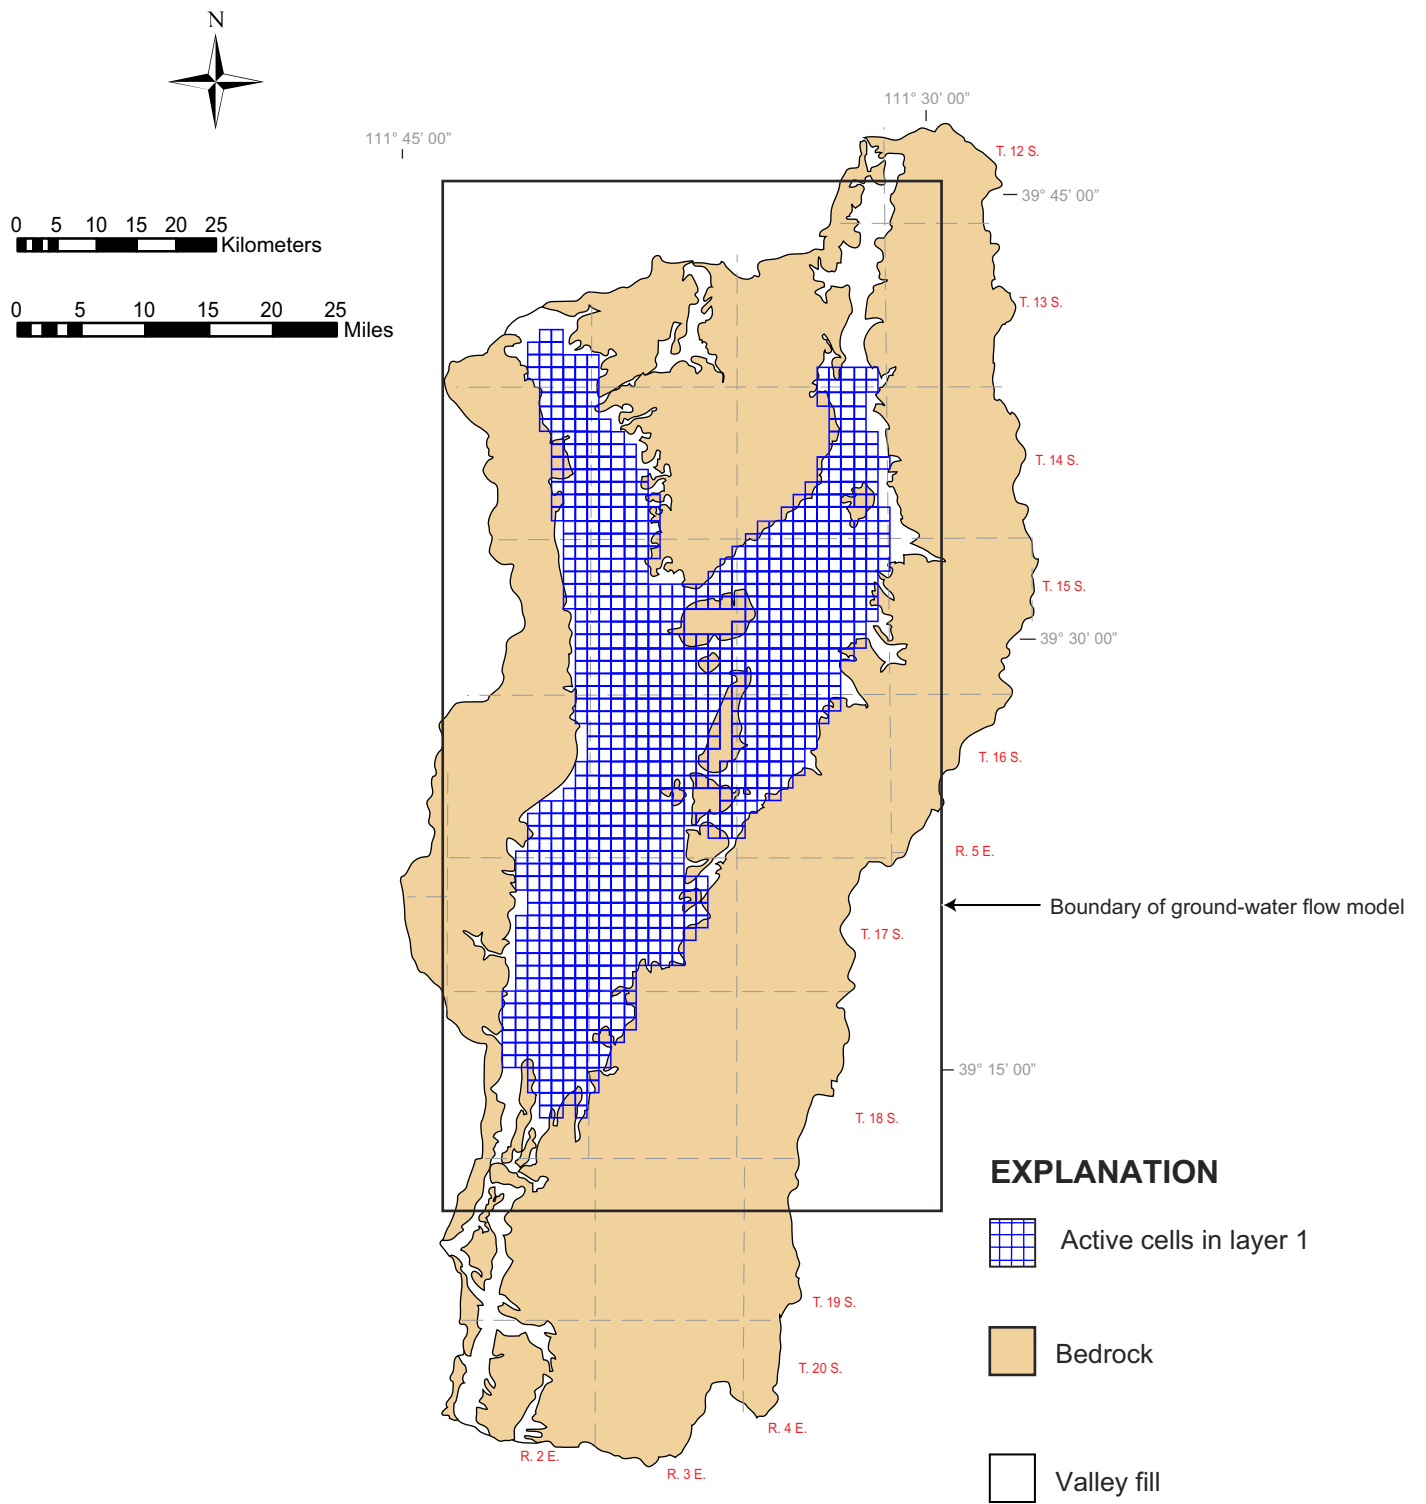 N
111° 30’ 00”
111° 45’ 00”
T. 12 S.
39° 45’ 00”
0 5 10 15 20 25
Kilometers
T. 13 S.
0 5 10 15 20 25
Miles
T. 14 S.
T. 15 S.
39° 30’ 00”
T. 16 S.
R. 5 E.
Boundary of ground-water flow model
T. 17 S.
39° 15’ 00”
T. 18 S.
EXPLANATION
Active cells in layer 1
T. 19 S.
Bedrock
T. 20 S.
R. 4 E.
R. 2 E.
R. 3 E.
Valley fill